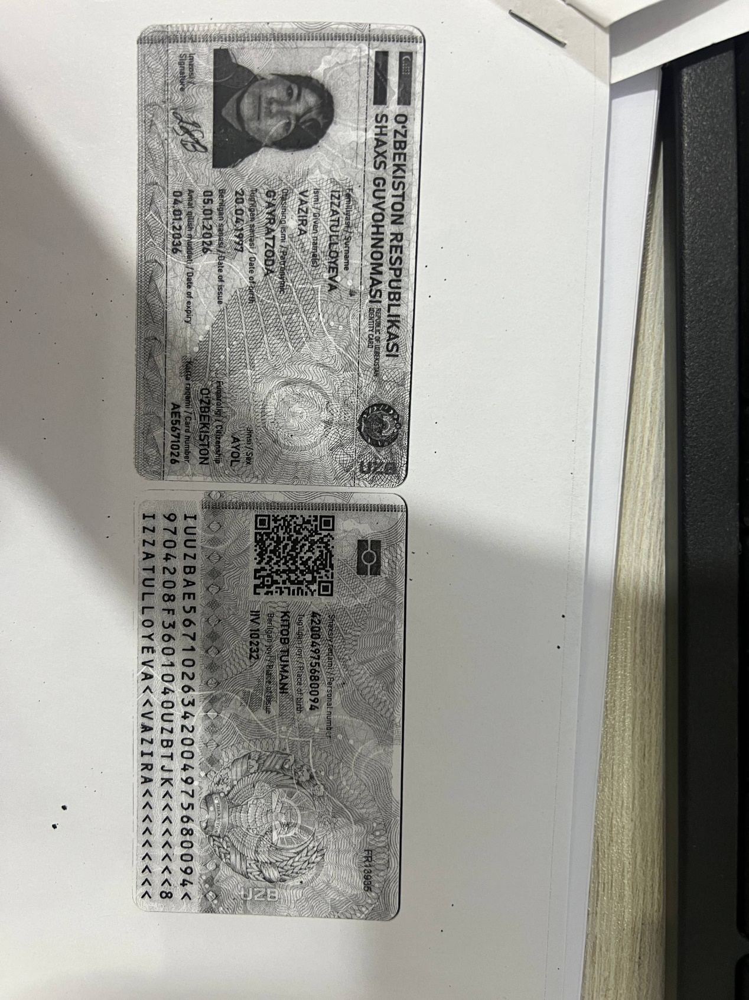 O'ZBEKISTON RESPUBLIKASI
SHAXS GUVOHNOMASI
REPUBLIC OF UZBEKISTAN
IDENTITY CARD
UZB
Familiyasi / Surname
IZZATULLOYEVA
Ismi / Given name(s)
VAZIRA
Otasining ismi / Patronymic
G'AYRATZODA
Tug'ilgan sanasi / Date of birth
20.04.1997
Jinsi / Sex
AYOL
Berilgan sanasi / Date of issue
05.01.2026
Fuqaroligi / Citizenship
O'ZBEKISTON
Amal qilish muddati / Date of expiry
04.01.2036
Karta raqami / Card number
AE5671026
Imzosi /
Signature
FR13935
Shaxsiy raqami / Personal number
42004975680094
Tug'ilgan joyi / Place of birth
KITOB TUMANI
Berilgan joyi / Place of issue
IIV 10232
UZB
IUUZBAE5671026342004975680094<
9704208F3601040UZBTJK<<<<<<<<8
IZZATULLOYEVA<<VAZIRA<<<<<<<<<